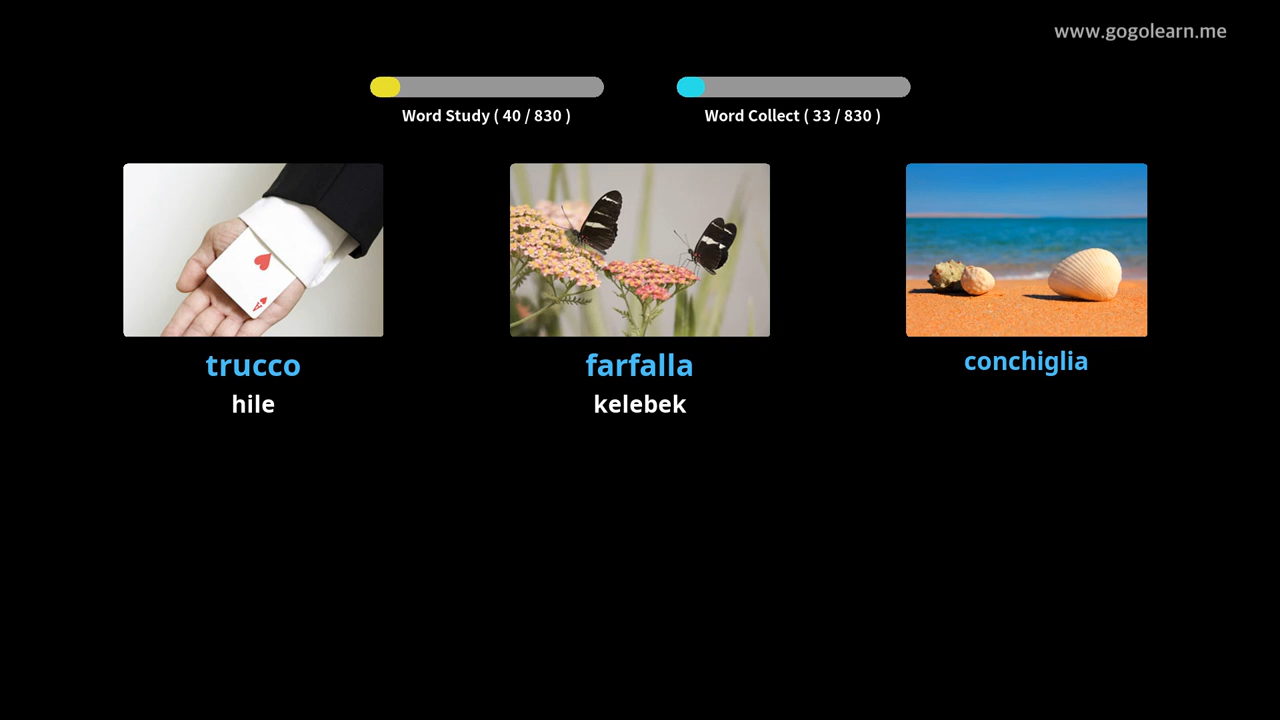 www.gogolearn.me
Word Study ( 40 / 830 )
Word Collect ( 33 / 830 )
trucco
hile
farfalla
kelebek
conchiglia